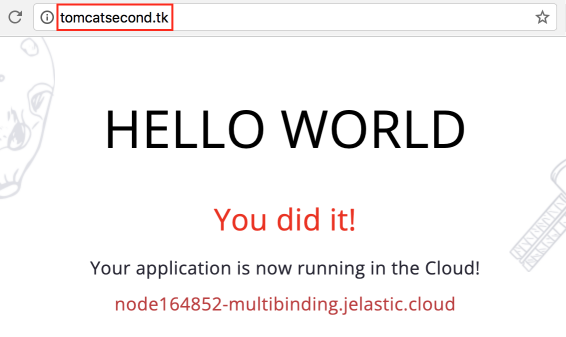 tomcatsecond.tk
HELLO WORLD
You did it!
Your application is now running in the Cloud!
node164852-multibinding.jelastic.cloud